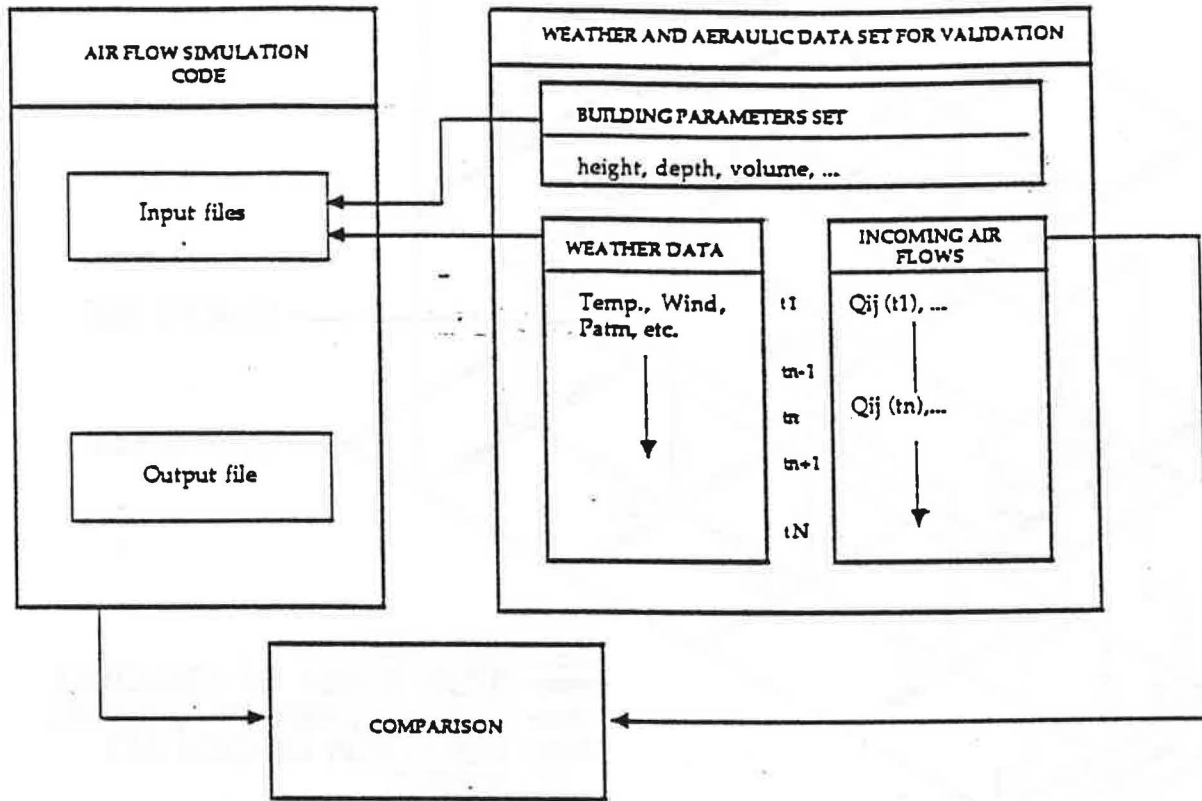 AIR FLOW SIMULATION
CODE
Input files
Output file
WEATHER AND AERAULIC DATA SET FOR VALIDATION
BUILDING PARAMETERS SET
height, depth, volume, ...
WEATHER DATA
Temp., Wind,
Patm, etc.
t1
tn-1
tn
tn+1
tN
INCOMING AIR
FLOWS
Qij (t1), ...
Qij (tn),...
COMPARISON